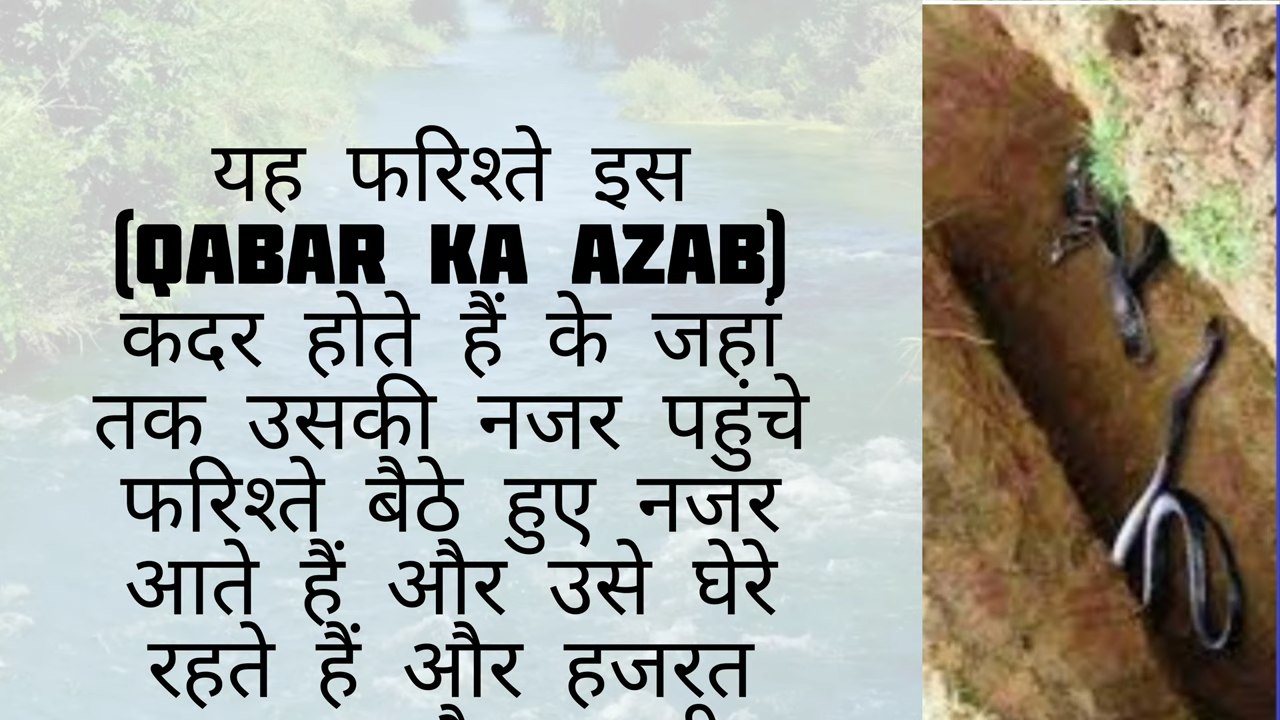 यह फरिश्ते इस
(QABAR KA AZAB)
कदर होते हैं के जहां
तक उसकी नजर पहुंचे
फरिश्ते बैठे हुए नजर
आते हैं और उसे घेरे
रहते हैं और हजरत